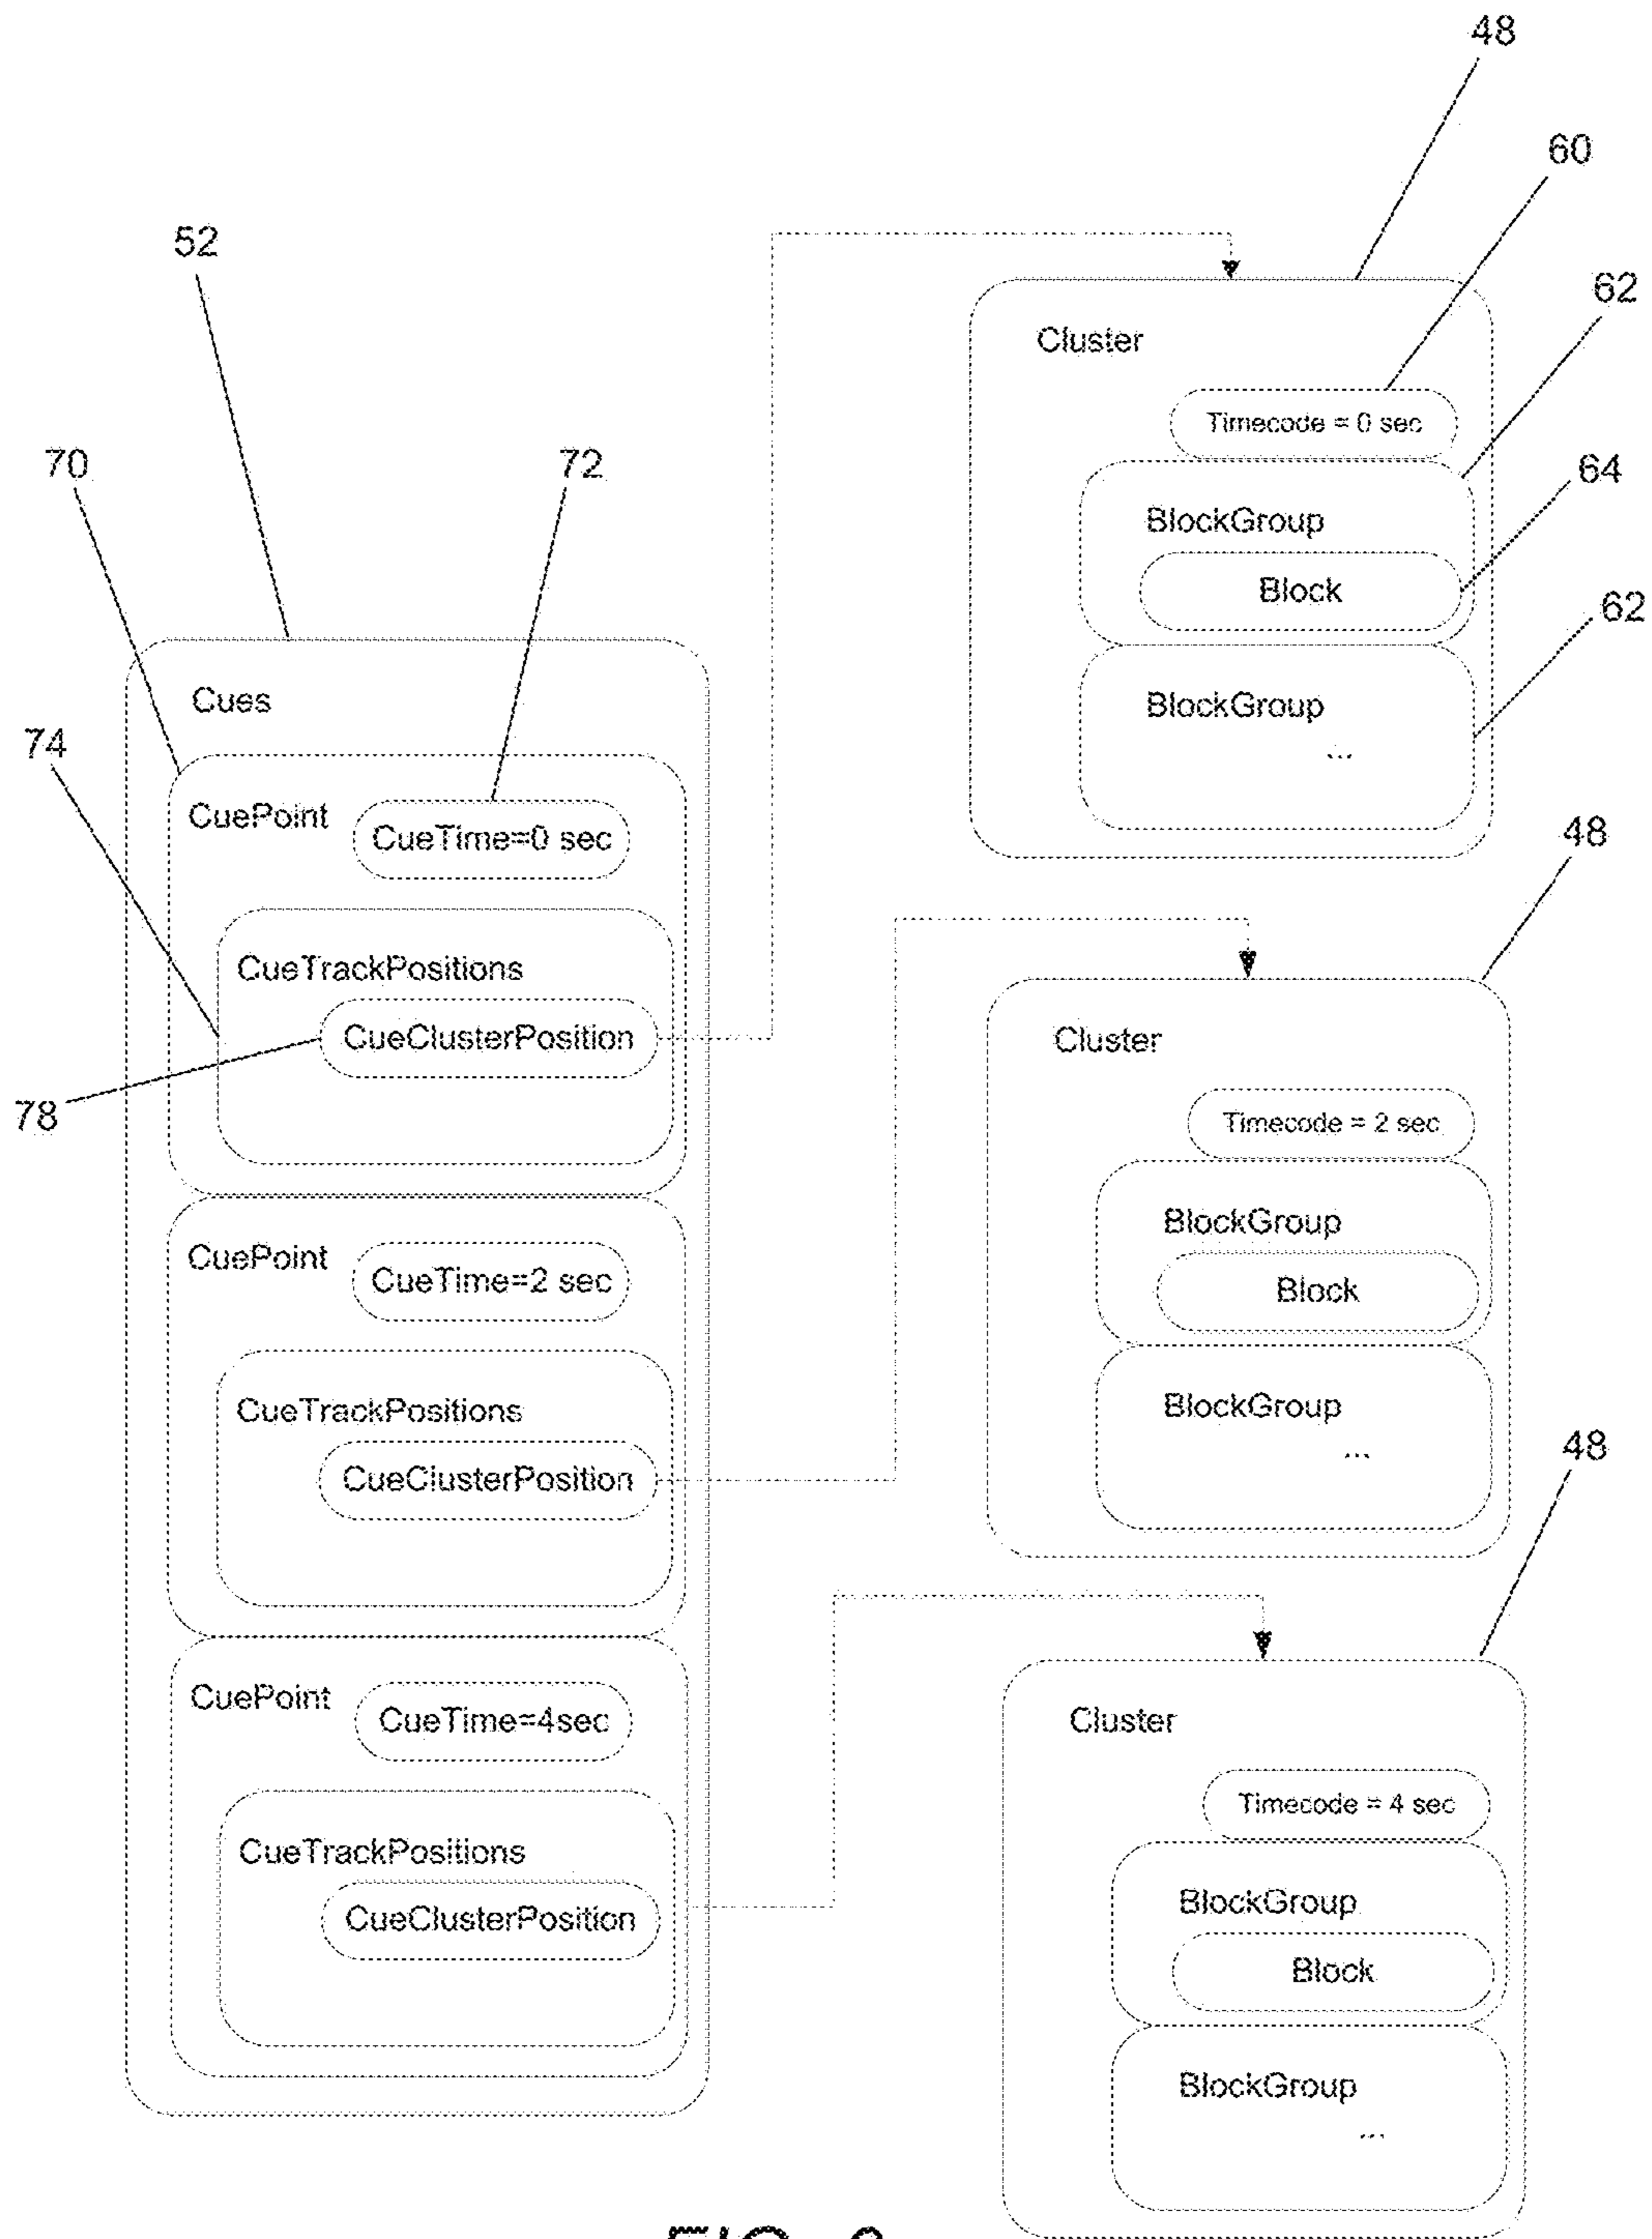 48
60
52
62
Cluster
Timecode = 0 sec
70
72
64
BlockGroup
Block
62
Cues
BlockGroup
...
74
CuePoint
CueTime=0 sec
48
CueTrackPositions
CueClusterPosition
Cluster
78
Timecode = 2 sec
BlockGroup
CuePoint
CueTime=2 sec
Block
CueTrackPositions
BlockGroup
...
48
CueClusterPosition
CuePoint
CueTime=4sec
Cluster
Timecode = 4 sec
CueTrackPositions
BlockGroup
CueClusterPosition
Block
BlockGroup
...